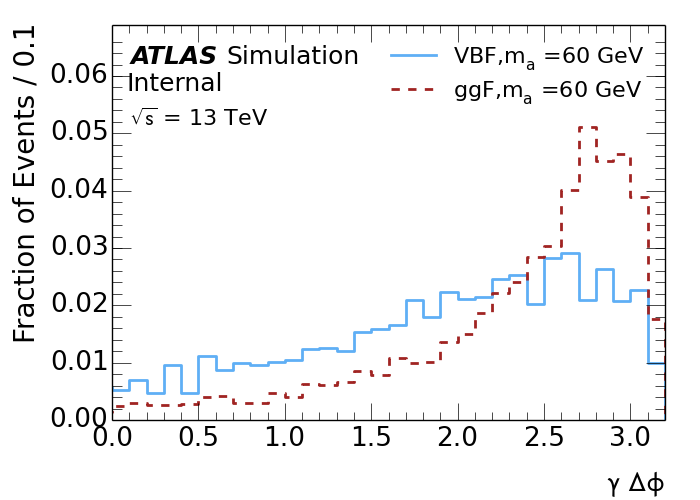 ATLAS Simulation
Internal
√s = 13 TeV
VBF,mₐ =60 GeV
ggF,mₐ =60 GeV
Fraction of Events / 0.1
0.06
0.05
0.04
0.03
0.02
0.01
0.00
0.0 0.5 1.0 1.5 2.0 2.5 3.0
γ Δϕ